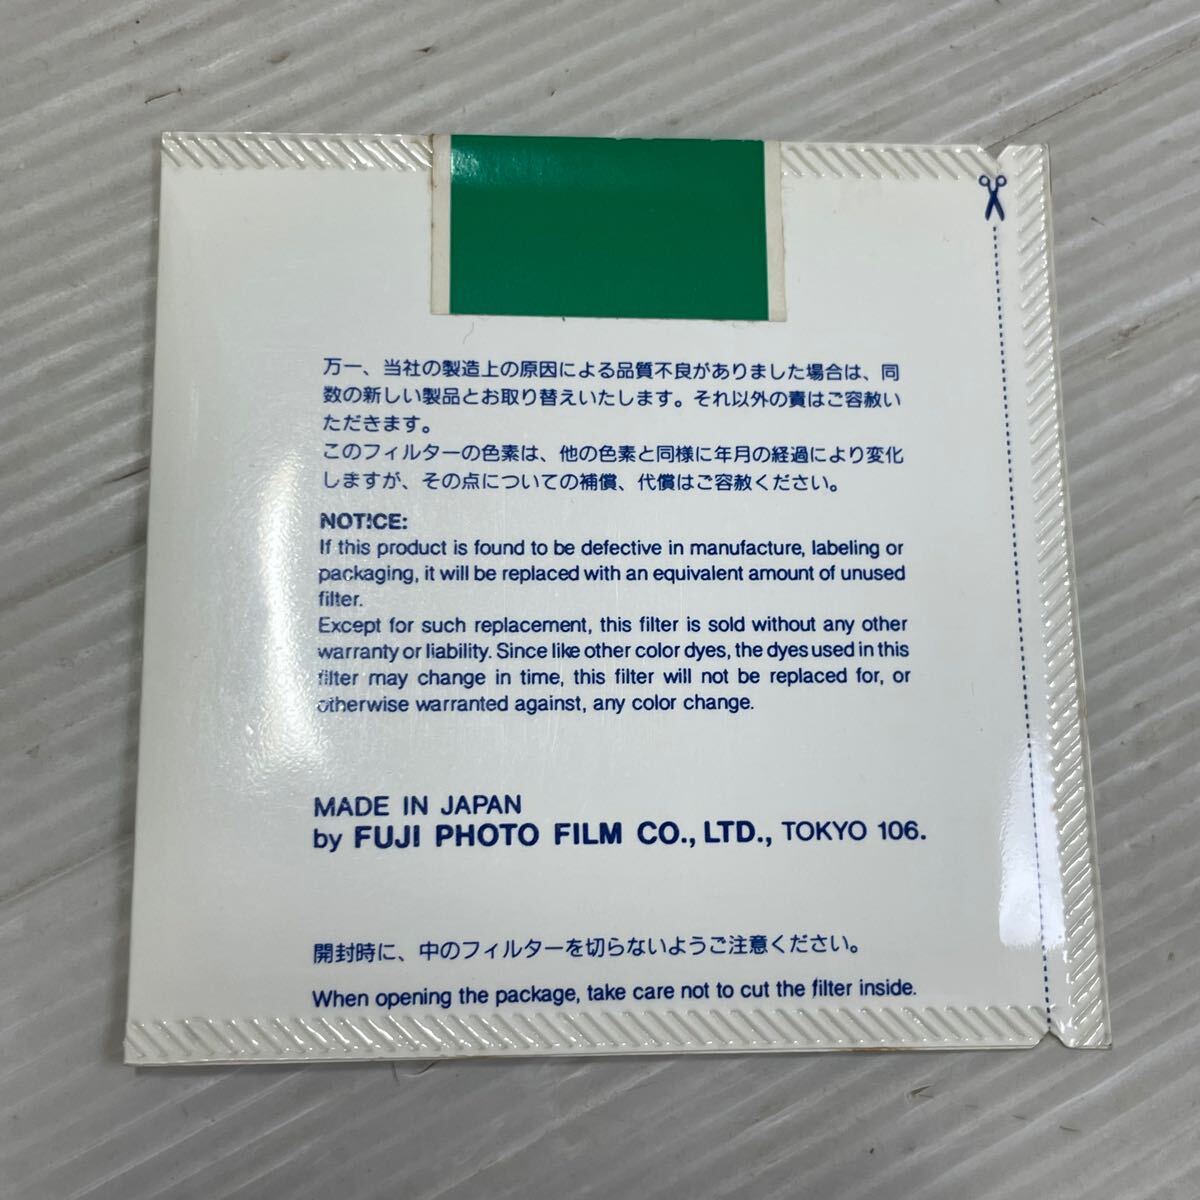 万一、当社の製造上の原因による品質不良がありました場合は、同
数の新しい製品とお取り替えいたします。それ以外の責はご容赦い
ただきます。
このフィルターの色素は、他の色素と同様に年月の経過により変化
しますが、その点についての補償、代償はご容赦ください。
NOTICE:
If this product is found to be defective in manufacture, labeling or
packaging, it will be replaced with an equivalent amount of unused
filter.
Except for such replacement, this filter is sold without any other
warranty or liability. Since like other color dyes, the dyes used in this
filter may change in time, this filter will not be replaced for, or
otherwise warranted against, any color change.
MADE IN JAPAN
by FUJI PHOTO FILM CO., LTD., TOKYO 106.
開封時に、中のフィルターを切らないようご注意ください。
When opening the package, take care not to cut the filter inside.